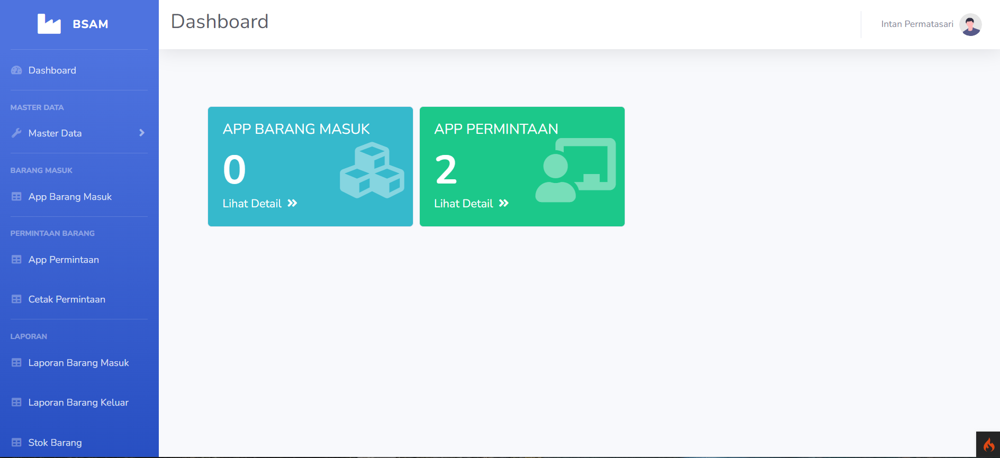 BSAM
Dashboard
MASTER DATA
Master Data
BARANG MASUK
App Barang Masuk
PERMINTAAN BARANG
App Permintaan
Cetak Permintaan
LAPORAN
Laporan Barang Masuk
Laporan Barang Keluar
Stok Barang
Dashboard
Intan Permatasari
APP BARANG MASUK
0
Lihat Detail
APP PERMINTAAN
2
Lihat Detail